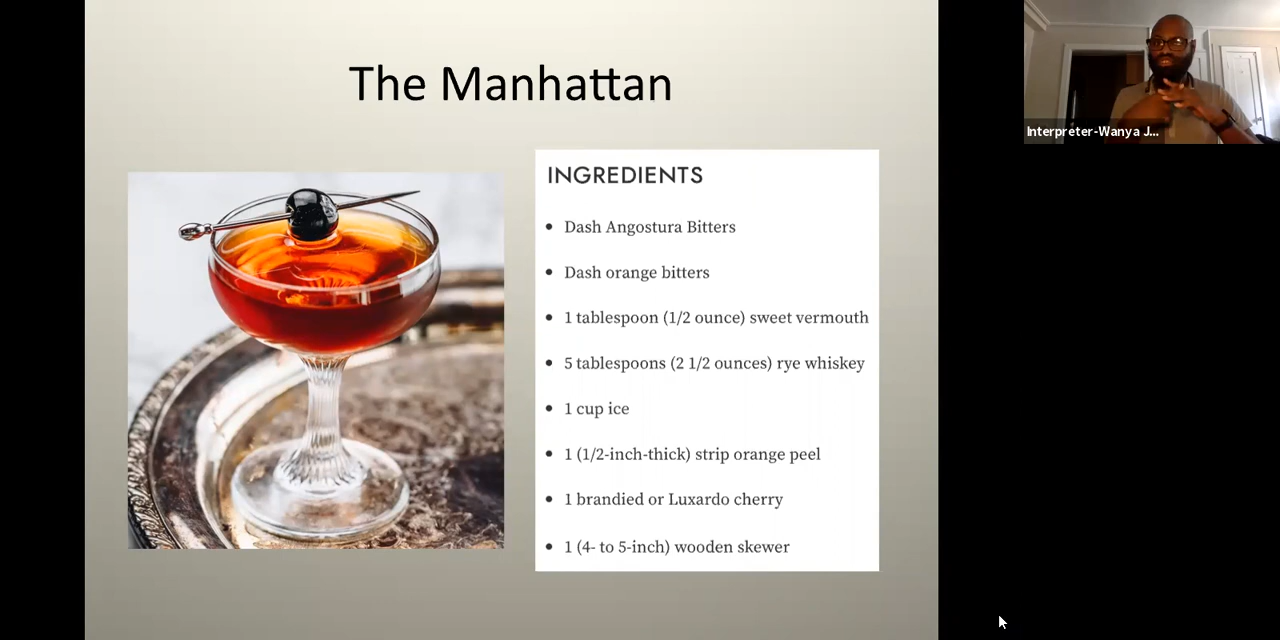 The Manhattan
INGREDIENTS
• Dash Angostura Bitters
• Dash orange bitters
• 1 tablespoon (1/2 ounce) sweet vermouth
• 5 tablespoons (2 1/2 ounces) rye whiskey
• 1 cup ice
• 1 (1/2-inch-thick) strip orange peel
• 1 brandied or Luxardo cherry
• 1 (4- to 5-inch) wooden skewer
Interpreter-Wanya J...